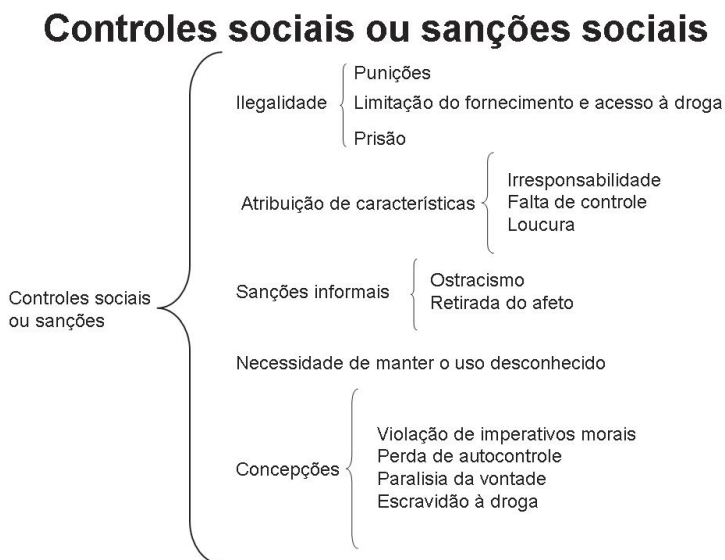 Controles sociais ou sanções sociais
Controles sociais
ou sanções
Ilegalidade
Punições
Limitação do fornecimento e acesso à droga
Prisão
Atribuição de características
Irresponsabilidade
Falta de controle
Loucura
Sanções informais
Ostracismo
Retirada do afeto
Necessidade de manter o uso desconhecido
Concepções
Violação de imperativos morais
Perda de autocontrole
Paralisia da vontade
Escravidão à droga